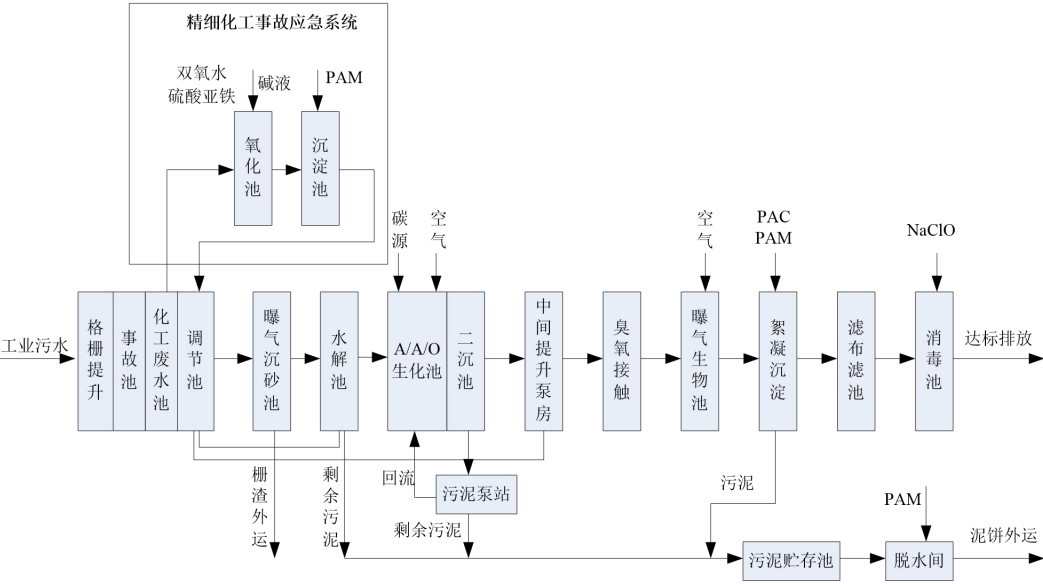 精细化工事故应急系统
双氧水
硫酸亚铁
碱液
PAM
氧化池
沉淀池
碳源
空气
空气
PAC
PAM
NaClO
工业污水
格栅提升
事故池
化工废水池
调节池
曝气沉砂池
水解池
A/A/O
生化池
二沉池
中间提升泵房
臭氧接触
曝气生物池
絮凝沉淀
滤布滤池
消毒池
达标排放
栅渣外运
剩余污泥
回流
污泥泵站
剩余污泥
污泥
PAM
污泥贮存池
脱水间
泥饼外运